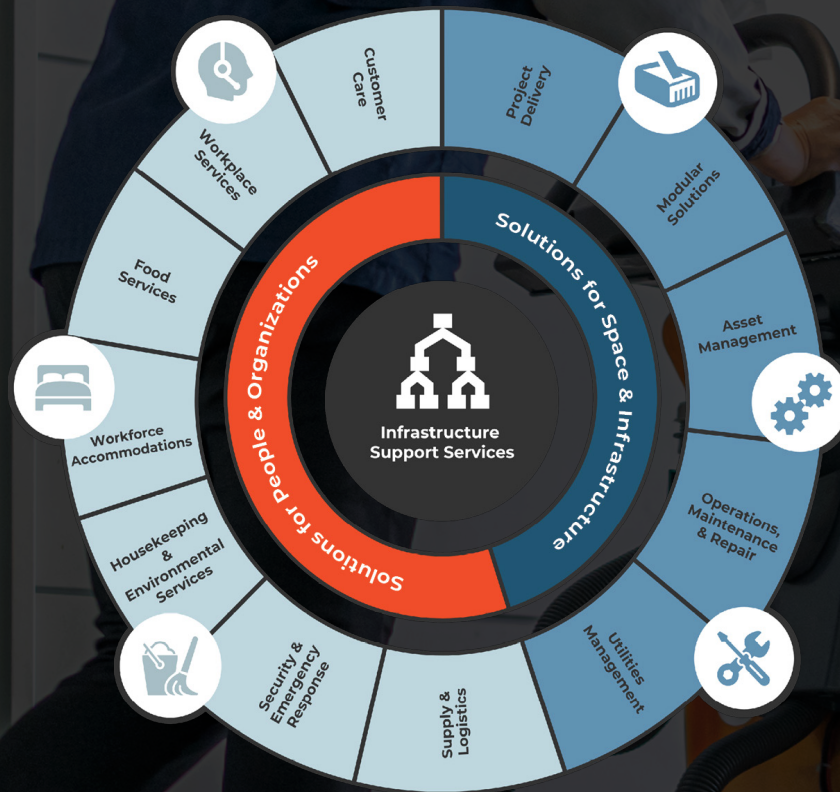 Customer
Care
Project
Delivery
Workplace
Services
Modular
Solutions
Food
Services
Asset
Management
Workforce
Accommodations
Operations,
Maintenance
& Repair
Housekeeping
&
Environmental
Services
Security &
Emergency
Response
Supply &
Logistics
Utilities
Management
Solutions for People & Organizations
Solutions for Space & Infrastructure
Infrastructure
Support Services